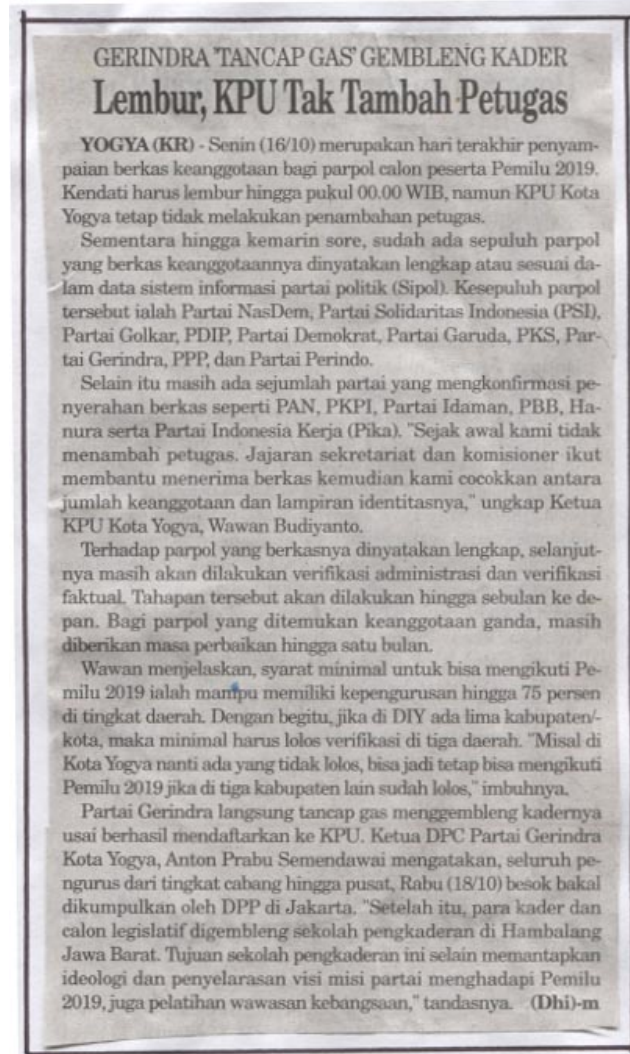 GERINDRA 'TANCAP GAS' GEMBLENG KADER
Lembur, KPU Tak Tambah Petugas
YOGYA (KR) - Senin (16/10) merupakan hari terakhir penyam-
paian berkas keanggotaan bagi parpol calon peserta Pemilu 2019.
Kendati harus lembur hingga pukul 00.00 WIB, namun KPU Kota
Yogya tetap tidak melakukan penambahan petugas.
Sementara hingga kemarin sore, sudah ada sepuluh parpol
yang berkas keanggotaannya dinyatakan lengkap atau sesuai da-
lam data sistem informasi partai politik (Sipol). Kesepuluh parpol
tersebut ialah Partai NasDem, Partai Solidaritas Indonesia (PSI),
Partai Golkar, PDIP, Partai Demokrat, Partai Garuda, PKS, Par-
tai Gerindra, PPP, dan Partai Perindo.
Selain itu masih ada sejumlah partai yang mengkonfirmasi pe-
nyerahan berkas seperti PAN, PKPI, Partai Idaman, PBB, Ha-
nura serta Partai Indonesia Kerja (Pika). "Sejak awal kami tidak
menambah petugas. Jajaran sekretariat dan komisioner ikut
membantu menerima berkas kemudian kami cocokkan antara
jumlah keanggotaan dan lampiran identitasnya," ungkap Ketua
KPU Kota Yogya, Wawan Budiyanto.
Terhadap parpol yang berkasnya dinyatakan lengkap, selanjut-
nya masih akan dilakukan verifikasi administrasi dan verifikasi
faktual. Tahapan tersebut akan dilakukan hingga sebulan ke de-
pan. Bagi parpol yang ditemukan keanggotaan ganda, masih
diberikan masa perbaikan hingga satu bulan.
Wawan menjelaskan, syarat minimal untuk bisa mengikuti Pe-
milu 2019 ialah mampu memiliki kepengurusan hingga 75 persen
di tingkat daerah. Dengan begitu, jika di DIY ada lima kabupaten/-
kota, maka minimal harus lolos verifikasi di tiga daerah. "Misal di
Kota Yogya nanti ada yang tidak lolos, bisa jadi tetap bisa mengikuti
Pemilu 2019 jika di tiga kabupaten lain sudah lolos," imbuhnya.
Partai Gerindra langsung tancap gas menggembleng kadernya
usai berhasil mendaftarkan ke KPU. Ketua DPC Partai Gerindra
Kota Yogya, Anton Prabu Semendawai mengatakan, seluruh pe-
ngurus dari tingkat cabang hingga pusat, Rabu (18/10) besok bakal
dikumpulkan oleh DPP di Jakarta. "Setelah itu, para kader dan
calon legislatif digembleng sekolah pengkaderan di Hambalang
Jawa Barat. Tujuan sekolah pengkaderan ini selain memantapkan
ideologi dan penyelarasan visi misi partai menghadapi Pemilu
2019, juga pelatihan wawasan kebangsaan," tandasnya. (Dhi)-m